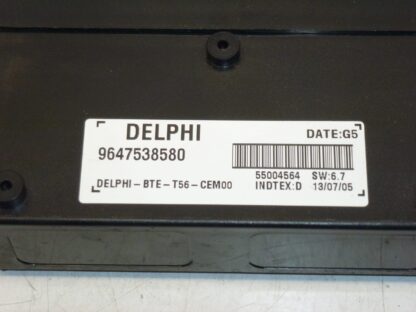 DELPHI DATE:G5
9647538580
55004564 SW:6.7
DELPHI-BTE-T56-CEM00 INDTEX:D 13/07/05